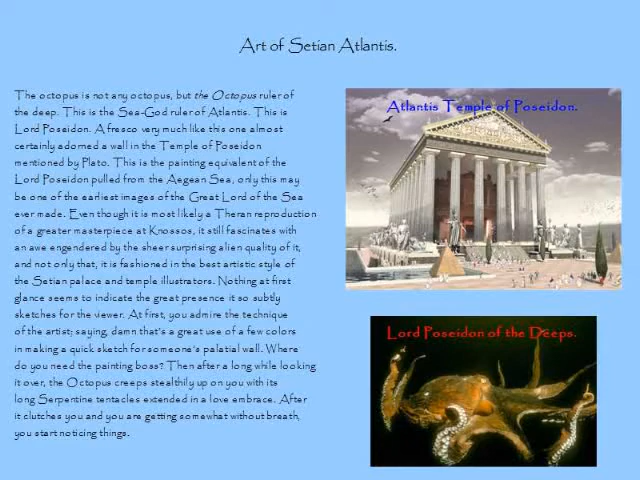 Art of Setian Atlantis.
The octopus is not any octopus, but the Octopus ruler of
the deep. This is the Sea-God ruler of Atlantis. This is
Lord Poseidon. A fresco very much like this one almost
certainly adorned a wall in the Temple of Poseidon
mentioned by Plato. This is the painting equivalent of the
Lord Poseidon pulled from the Aegean Sea, only this may
be one of the earliest images of the Great Lord of the Sea
ever made. Even though it is most likely a Theran reproduction
of a greater masterpiece at Knossos, it still fascinates with
an awe engendered by the sheer surprising alien quality of it,
and not only that, it is fashioned in the best artistic style of
the Setian palace and temple illustrators. Nothing at first
glance seems to indicate the great presence it so subtly
sketches for the viewer. At first, you admire the technique
of the artist; saying, damn that's a great use of a few colors
in making a quick sketch for someone's palatial wall. Where
do you need the painting boss? Then after a long while looking
it over, the Octopus creeps stealthily up on you with its
long Serpentine tentacles extended in a love embrace. After
it clutches you and you are getting somewhat without breath,
you start noticing things.
Atlantis Temple of Poseidon.
Lord Poseidon of the Deeps.